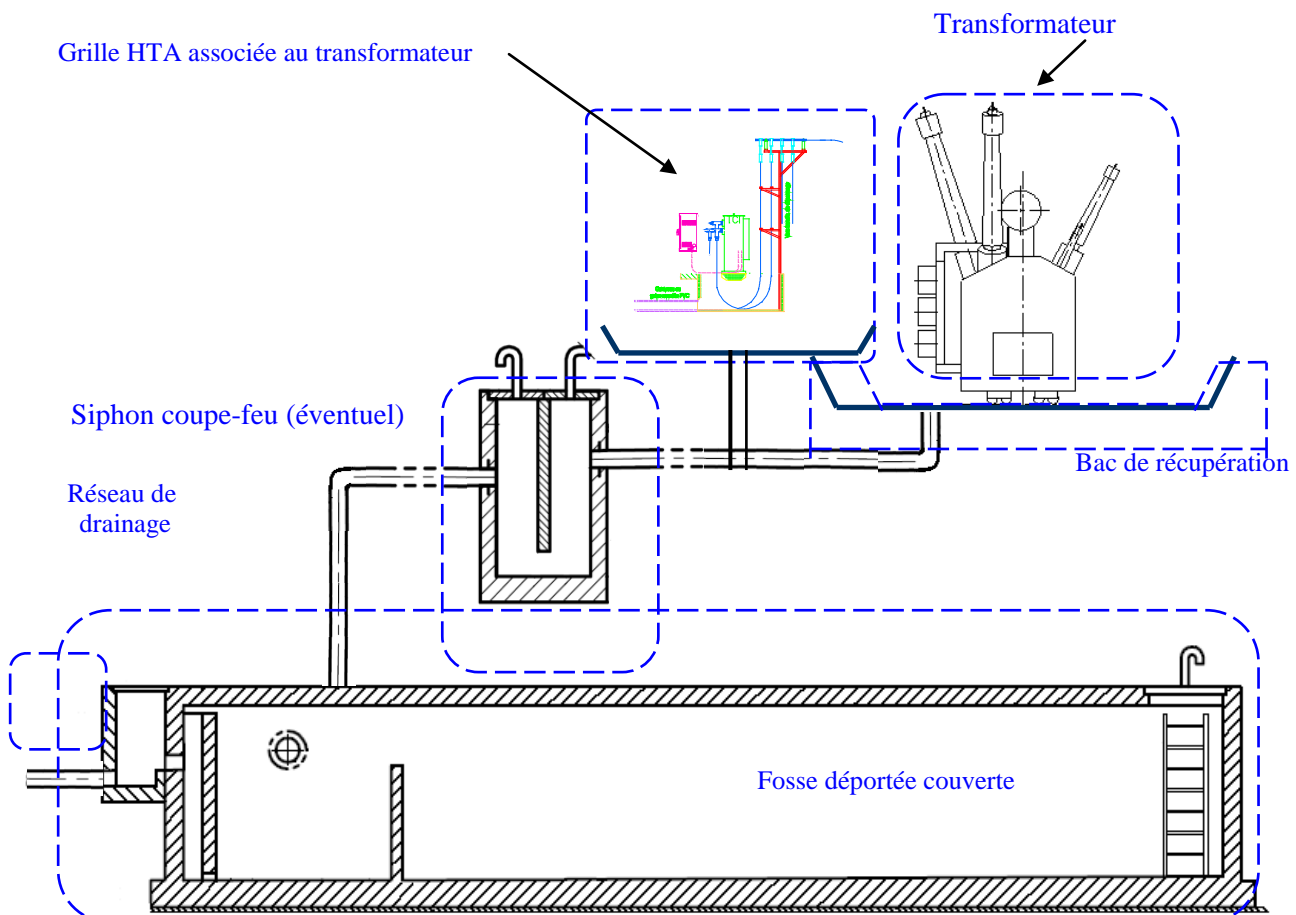 Transformateur
Grille HTA associée au transformateur
TCT
Siphon coupe-feu (éventuel)
Bac de récupération
Réseau de
drainage
Fosse déportée couverte